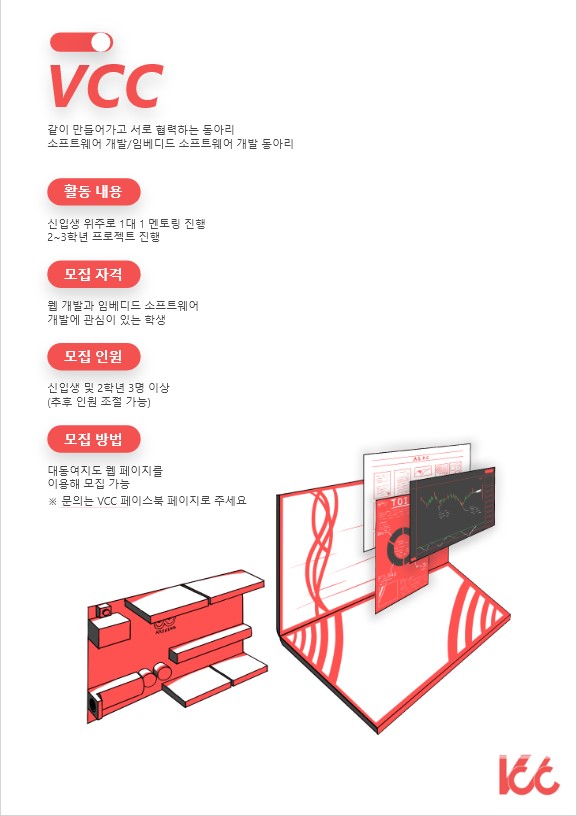 VCC
같이 만들어가고 서로 협력하는 동아리
소프트웨어 개발/임베디드 소프트웨어 개발 동아리
활동 내용
신입생 위주로 1대 1 멘토링 진행
2~3학년 프로젝트 진행
모집 자격
웹 개발과 임베디드 소프트웨어
개발에 관심이 있는 학생
모집 인원
신입생 및 2학년 3명 이상
(추후 인원 조절 가능)
모집 방법
대동여지도 웹 페이지를
이용해 모집 가능
※ 문의는 VCC 페이스북 페이지로 주세요
VCC